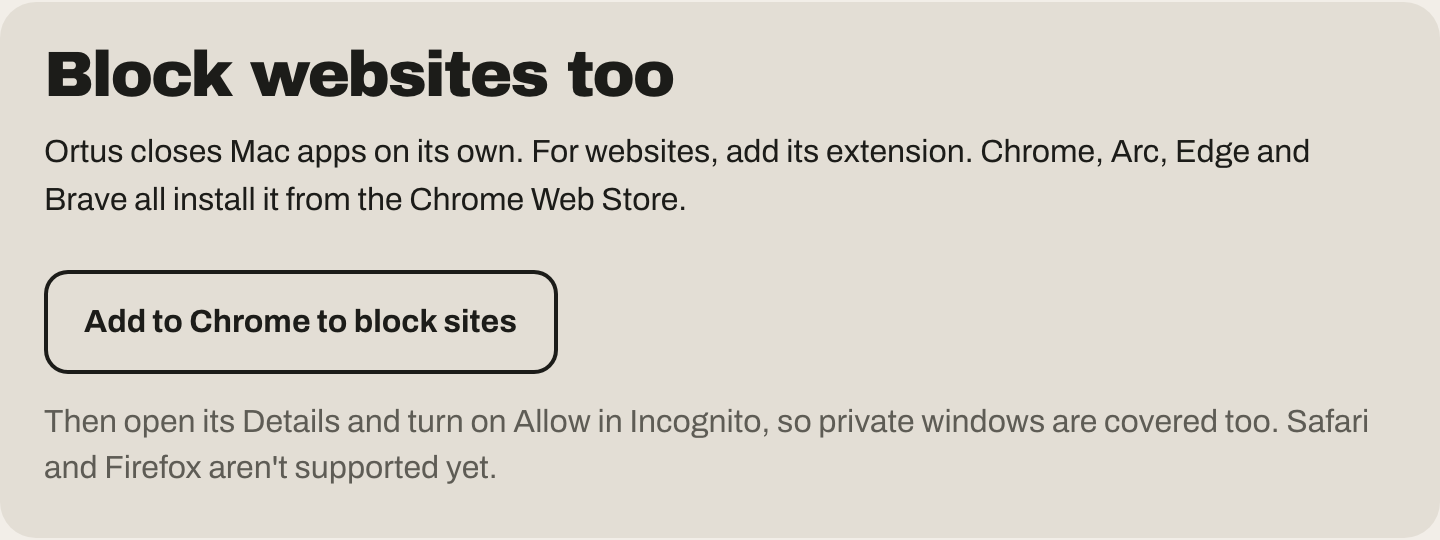 Block websites too
Ortus closes Mac apps on its own. For websites, add its extension. Chrome, Arc, Edge and
Brave all install it from the Chrome Web Store.
Add to Chrome to block sites
Then open its Details and turn on Allow in Incognito, so private windows are covered too. Safari
and Firefox aren't supported yet.